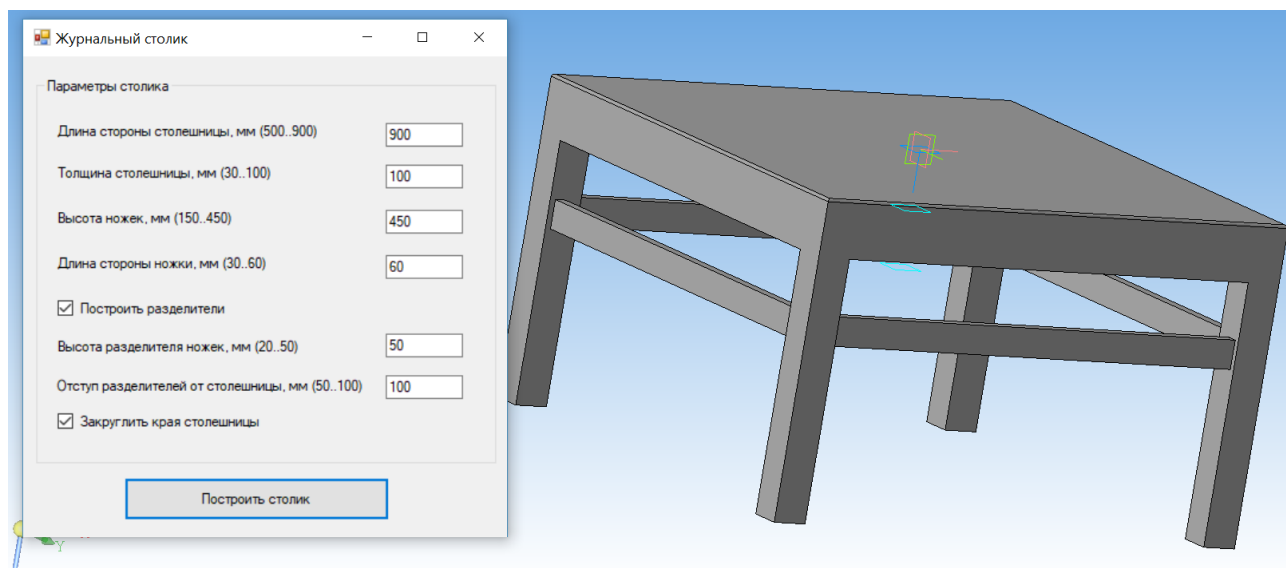 Журнальный столик
Параметры столика
Длина стороны столешницы, мм (500..900)
900
Толщина столешницы, мм (30..100)
100
Высота ножек, мм (150..450)
450
Длина стороны ножки, мм (30..60)
60
Построить разделители
Высота разделителя ножек, мм (20..50)
50
Отступ разделителей от столешницы, мм (50..100)
100
Закруглить края столешницы
Построить столик
Y